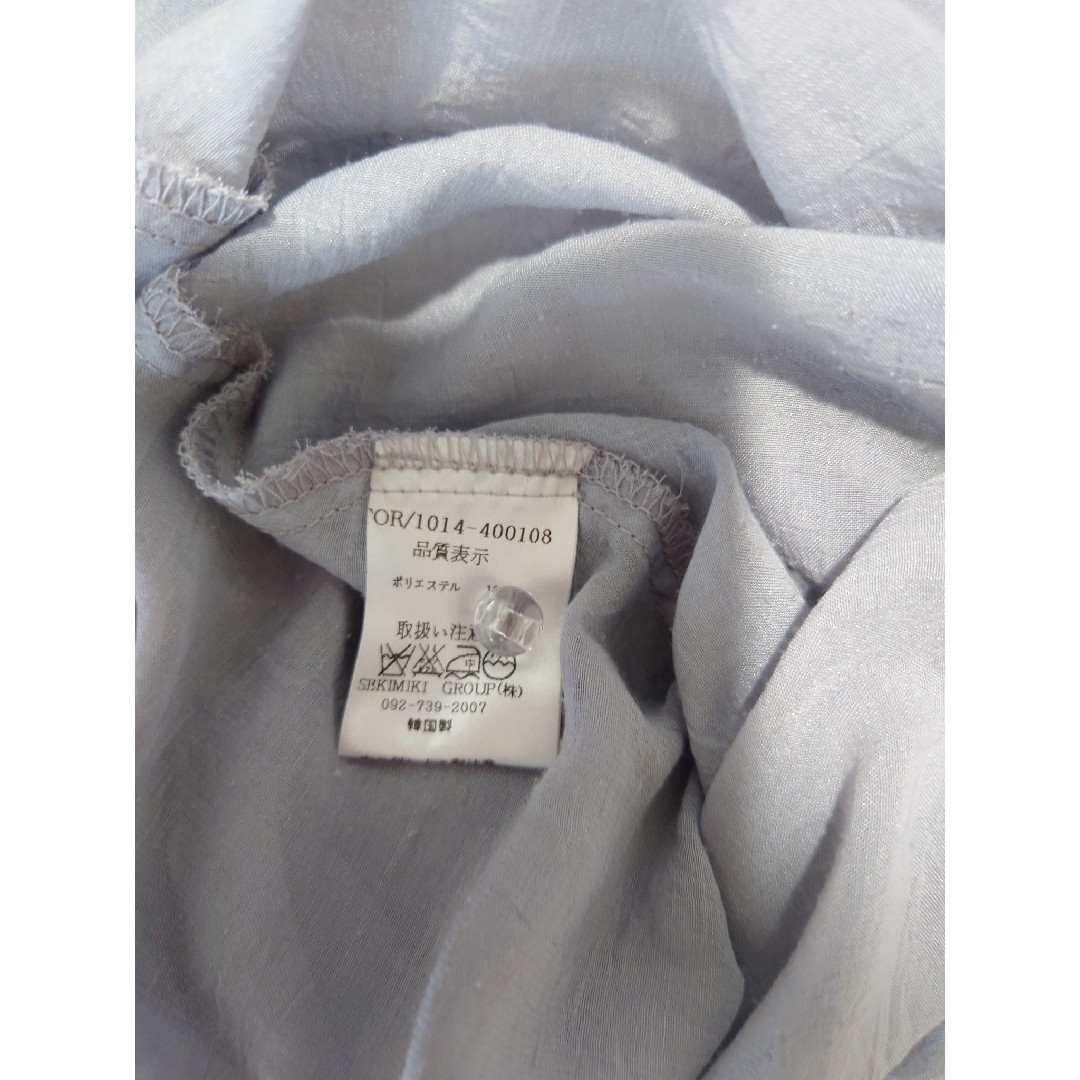 OR/1014-400108
品質表示
ポリエステル
取扱い注
SEKIMIKI GROUP(株)
092-739-2007
韓国製